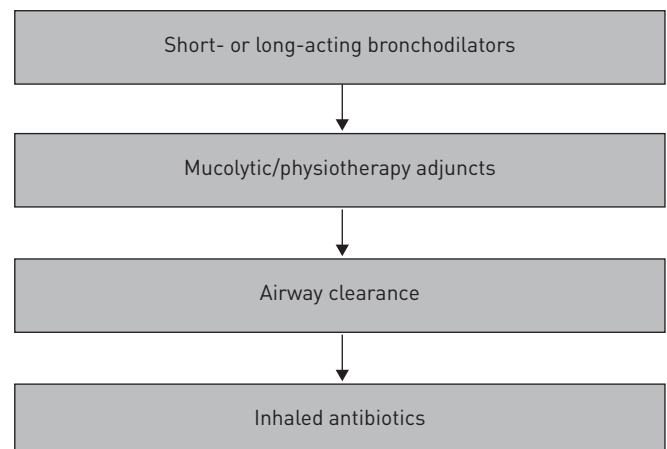 Short- or long-acting bronchodilators
Mucolytic/physiotherapy adjuncts
Airway clearance
Inhaled antibiotics